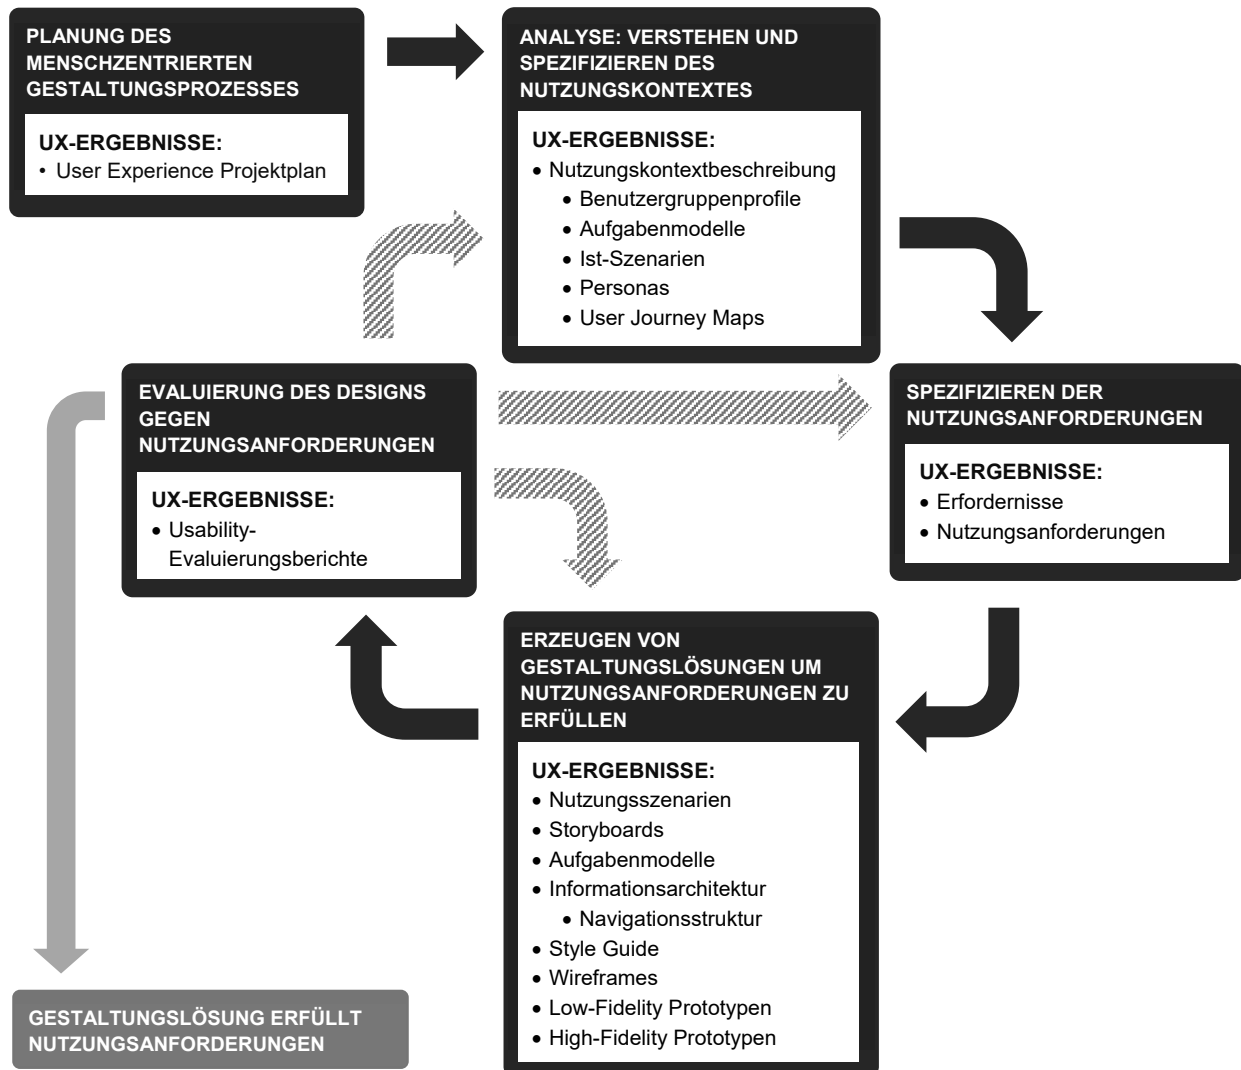 PLANUNG DES
MENSCHZENTRIERTEN
GESTALTUNGSPROZESSES
UX-ERGEBNISSE:
• User Experience Projektplan
ANALYSE: VERSTEHEN UND
SPEZIFIZIEREN DES
NUTZUNGSKONTEXTES
UX-ERGEBNISSE:
• Nutzungskontextbeschreibung
• Benutzergruppenprofile
• Aufgabenmodelle
• Ist-Szenarien
• Personas
• User Journey Maps
EVALUIERUNG DES DESIGNS
GEGEN
NUTZUNGSANFORDERUNGEN
UX-ERGEBNISSE:
• Usability-
Evaluierungsberichte
SPEZIFIZIEREN DER
NUTZUNGSANFORDERUNGEN
UX-ERGEBNISSE:
• Erfordernisse
• Nutzungsanforderungen
ERZEUGEN VON
GESTALTUNGSLÖSUNGEN UM
NUTZUNGSANFORDERUNGEN ZU
ERFÜLLEN
UX-ERGEBNISSE:
• Nutzungsszenarien
• Storyboards
• Aufgabenmodelle
• Informationsarchitektur
• Navigationsstruktur
• Style Guide
• Wireframes
• Low-Fidelity Prototypen
• High-Fidelity Prototypen
GESTALTUNGSLÖSUNG ERFÜLLT
NUTZUNGSANFORDERUNGEN